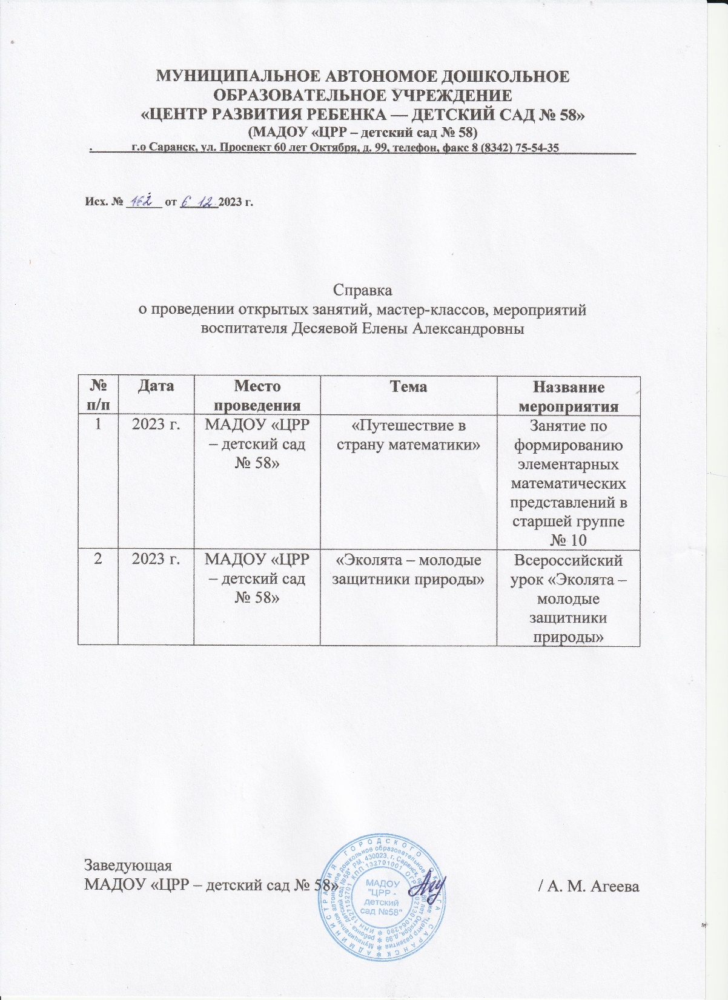 МУНИЦИПАЛЬНОЕ АВТОНОМОЕ ДОШКОЛЬНОЕ
ОБРАЗОВАТЕЛЬНОЕ УЧРЕЖДЕНИЕ
«ЦЕНТР РАЗВИТИЯ РЕБЕНКА — ДЕТСКИЙ САД № 58»
(МАДОУ «ЦРР – детский сад № 58)
г.о Саранск, ул. Проспект 60 лет Октября, д. 99, телефон, факс 8 (8342) 75-54-35
Исх. № 162 от 6 12 2023 г.
Справка
о проведении открытых занятий, мастер-классов, мероприятий
воспитателя Десяевой Елены Александровны
№ п/п Дата Место проведения Тема Название мероприятия
1 2023 г. МАДОУ «ЦРР – детский сад № 58» «Путешествие в страну математики» Занятие по формированию элементарных математических представлений в старшей группе № 10
2 2023 г. МАДОУ «ЦРР – детский сад № 58» «Эколята – молодые защитники природы» Всероссийский урок «Эколята – молодые защитники природы»
Заведующая
МАДОУ «ЦРР – детский сад № 58» / А. М. Агеева
АДМИНИСТРАЦИЯ ГОРОДСКОГО ОКРУГА САРАНСК
МАДОУ
"ЦРР -
детский
сад №58"